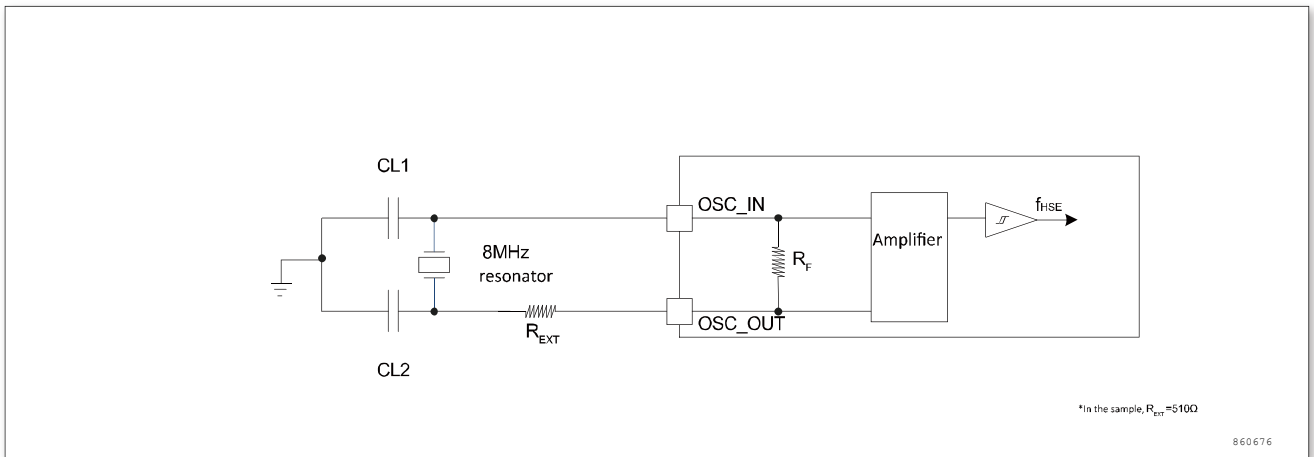 CL1
OSC_IN
fHSE
8MHz
resonator
RF
Amplifier
REXT
OSC_OUT
CL2
*In the sample, REXT=510Ω
860676